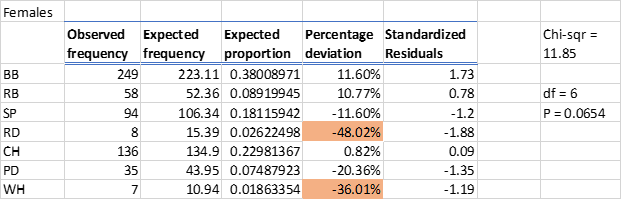 Females
Observed frequency Expected frequency Expected proportion Percentage deviation Standardized Residuals Chi-sqr = 11.85
BB 249 223.11 0.38008971 11.60% 1.73
RB 58 52.36 0.08919945 10.77% 0.78 df = 6
SP 94 106.34 0.18115942 -11.60% -1.2 P = 0.0654
RD 8 15.39 0.02622498 -48.02% -1.88
CH 136 134.9 0.22981367 0.82% 0.09
PD 35 43.95 0.07487923 -20.36% -1.35
WH 7 10.94 0.01863354 -36.01% -1.19